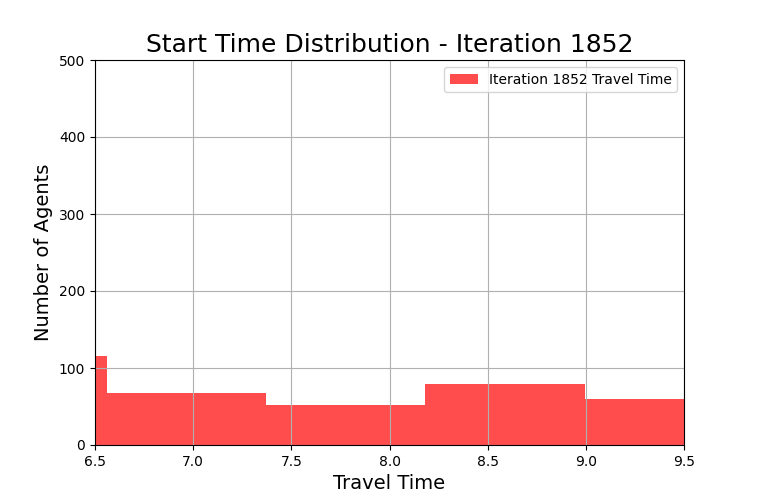 Start Time Distribution - Iteration 1852
Iteration 1852 Travel Time
Number of Agents
500
400
300
200
100
0
6.5 7.0 7.5 8.0 8.5 9.0 9.5
Travel Time